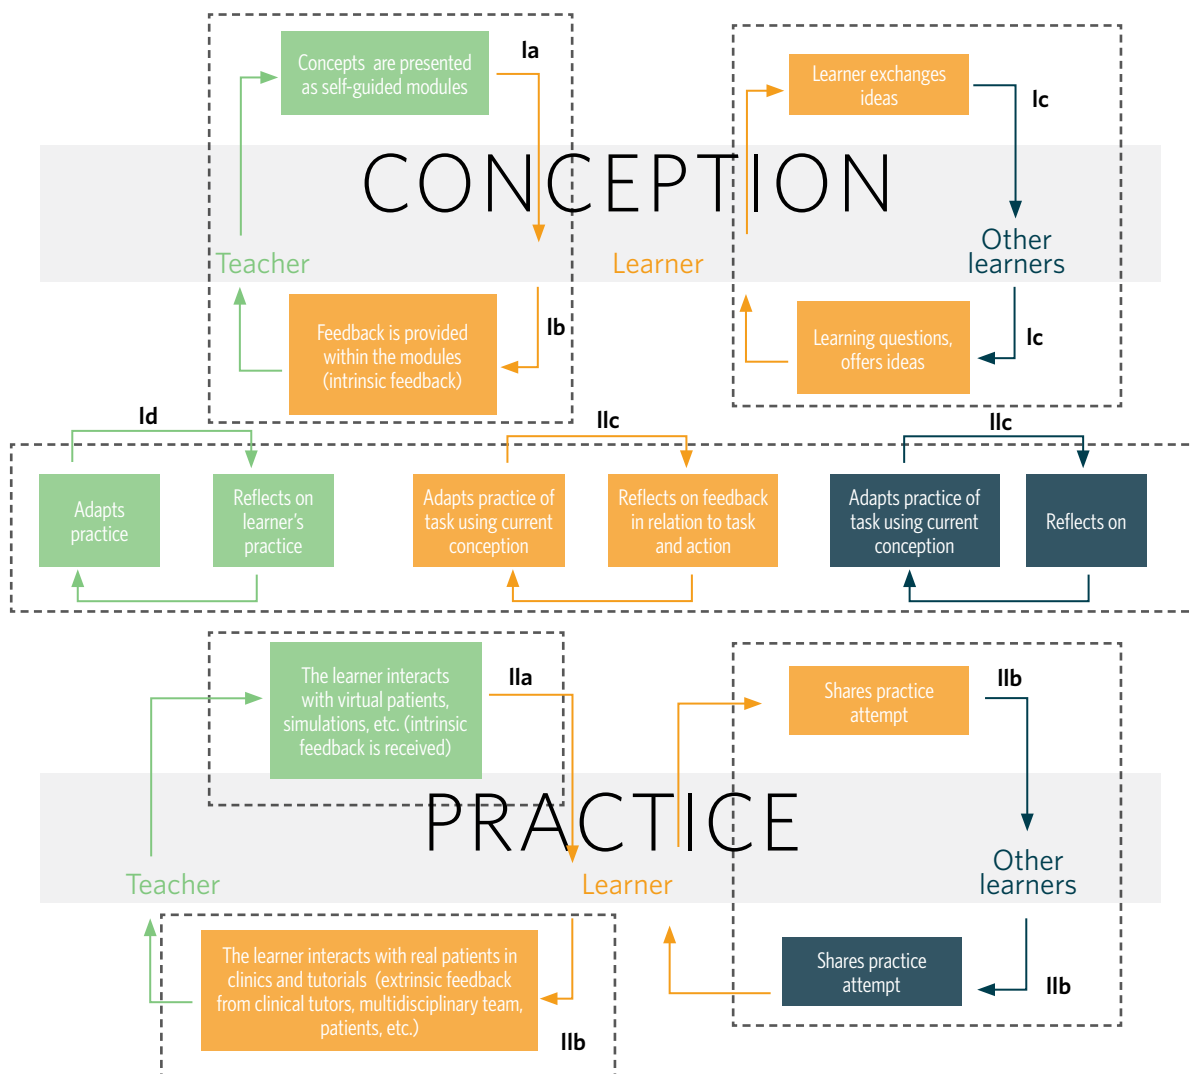 Concepts are presented
as self-guided modules
Ia
Learner exchanges
ideas
Ic
CONCEPTION
Teacher
Learner
Other
learners
Feedback is provided
within the modules
(intrinsic feedback)
Ib
Learning questions,
offers ideas
Ic
Id
IIc
IIc
Adapts
practice
Reflects on
learner's
practice
Adapts practice of
task using current
conception
Reflects on feedback
in relation to task
and action
Adapts practice of
task using current
conception
Reflects on
The learner interacts
with virtual patients,
simulations, etc. (intrinsic
feedback is received)
IIa
Shares practice
attempt
IIb
PRACTICE
Teacher
Learner
Other
learners
The learner interacts with real patients in
clinics and tutorials (extrinsic feedback
from clinical tutors, multidisciplinary team,
patients, etc.)
IIb
Shares practice
attempt
IIb